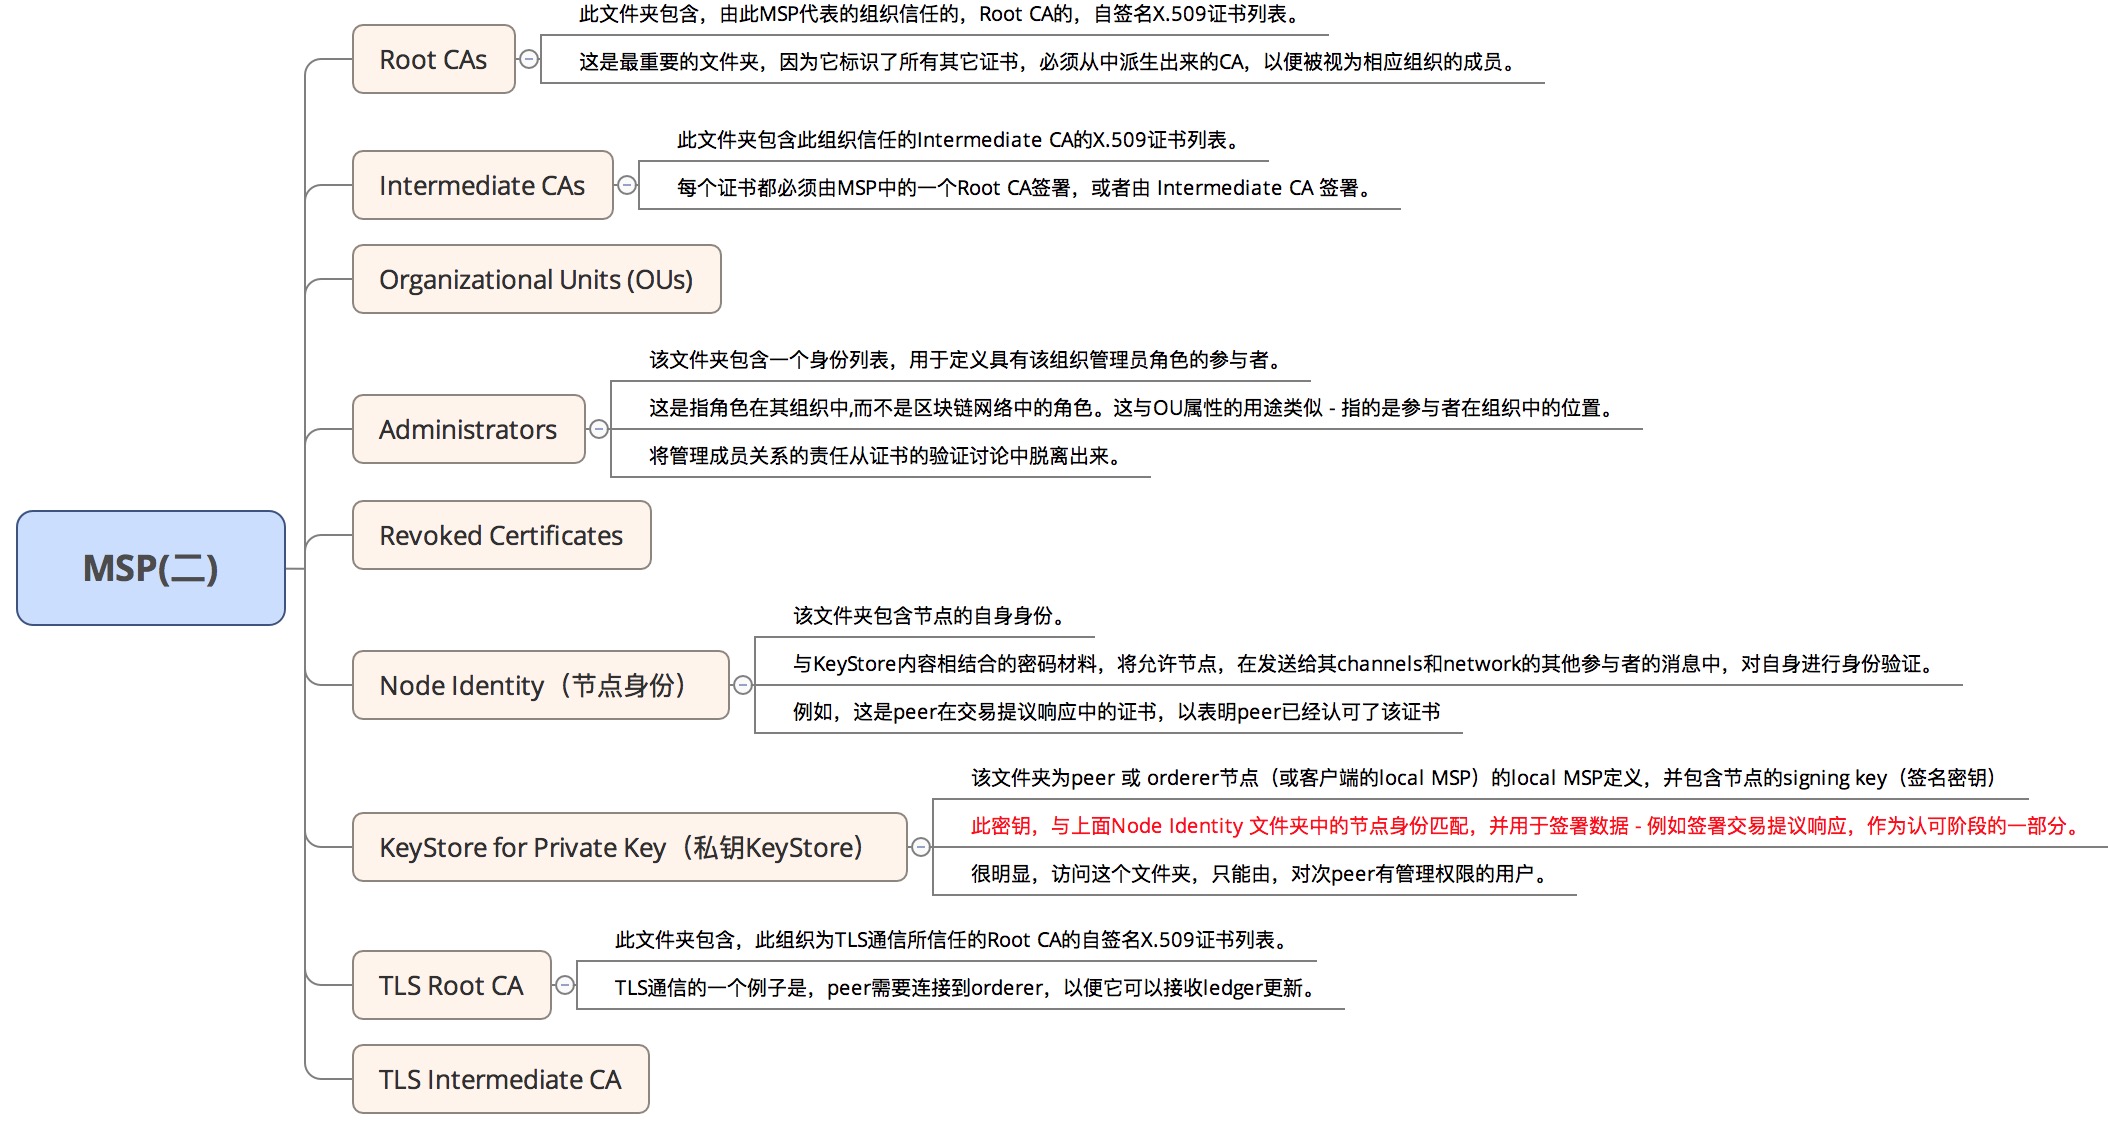 MSP(二)
Root CAs
此文件夹包含，由此MSP代表的组织信任的，Root CA的，自签名X.509证书列表。
这是最重要的文件夹，因为它标识了所有其它证书，必须从中派生出来的CA，以便被视为相应组织的成员。
Intermediate CAs
此文件夹包含此组织信任的Intermediate CA的X.509证书列表。
每个证书都必须由MSP中的一个Root CA签署，或者由 Intermediate CA 签署。
Organizational Units (OUs)
Administrators
该文件夹包含一个身份列表，用于定义具有该组织管理员角色的参与者。
这是指角色在其组织中,而不是区块链网络中的角色。这与OU属性的用途类似 - 指的是参与者在组织中的位置。
将管理成员关系的责任从证书的验证讨论中脱离出来。
Revoked Certificates
Node Identity（节点身份）
该文件夹包含节点的自身身份。
与KeyStore内容相结合的密码材料，将允许节点，在发送给其channels和network的其他参与者的消息中，对自身进行身份验证。
例如，这是peer在交易提议响应中的证书，以表明peer已经认可了该证书
KeyStore for Private Key（私钥KeyStore）
该文件夹为peer 或 orderer节点（或客户端的local MSP）的local MSP定义，并包含节点的signing key（签名密钥）
此密钥，与上面Node Identity 文件夹中的节点身份匹配，并用于签署数据 - 例如签署交易提议响应，作为认可阶段的一部分。
很明显，访问这个文件夹，只能由，对次peer有管理权限的用户。
TLS Root CA
此文件夹包含，此组织为TLS通信所信任的Root CA的自签名X.509证书列表。
TLS通信的一个例子是，peer需要连接到orderer，以便它可以接收ledger更新。
TLS Intermediate CA